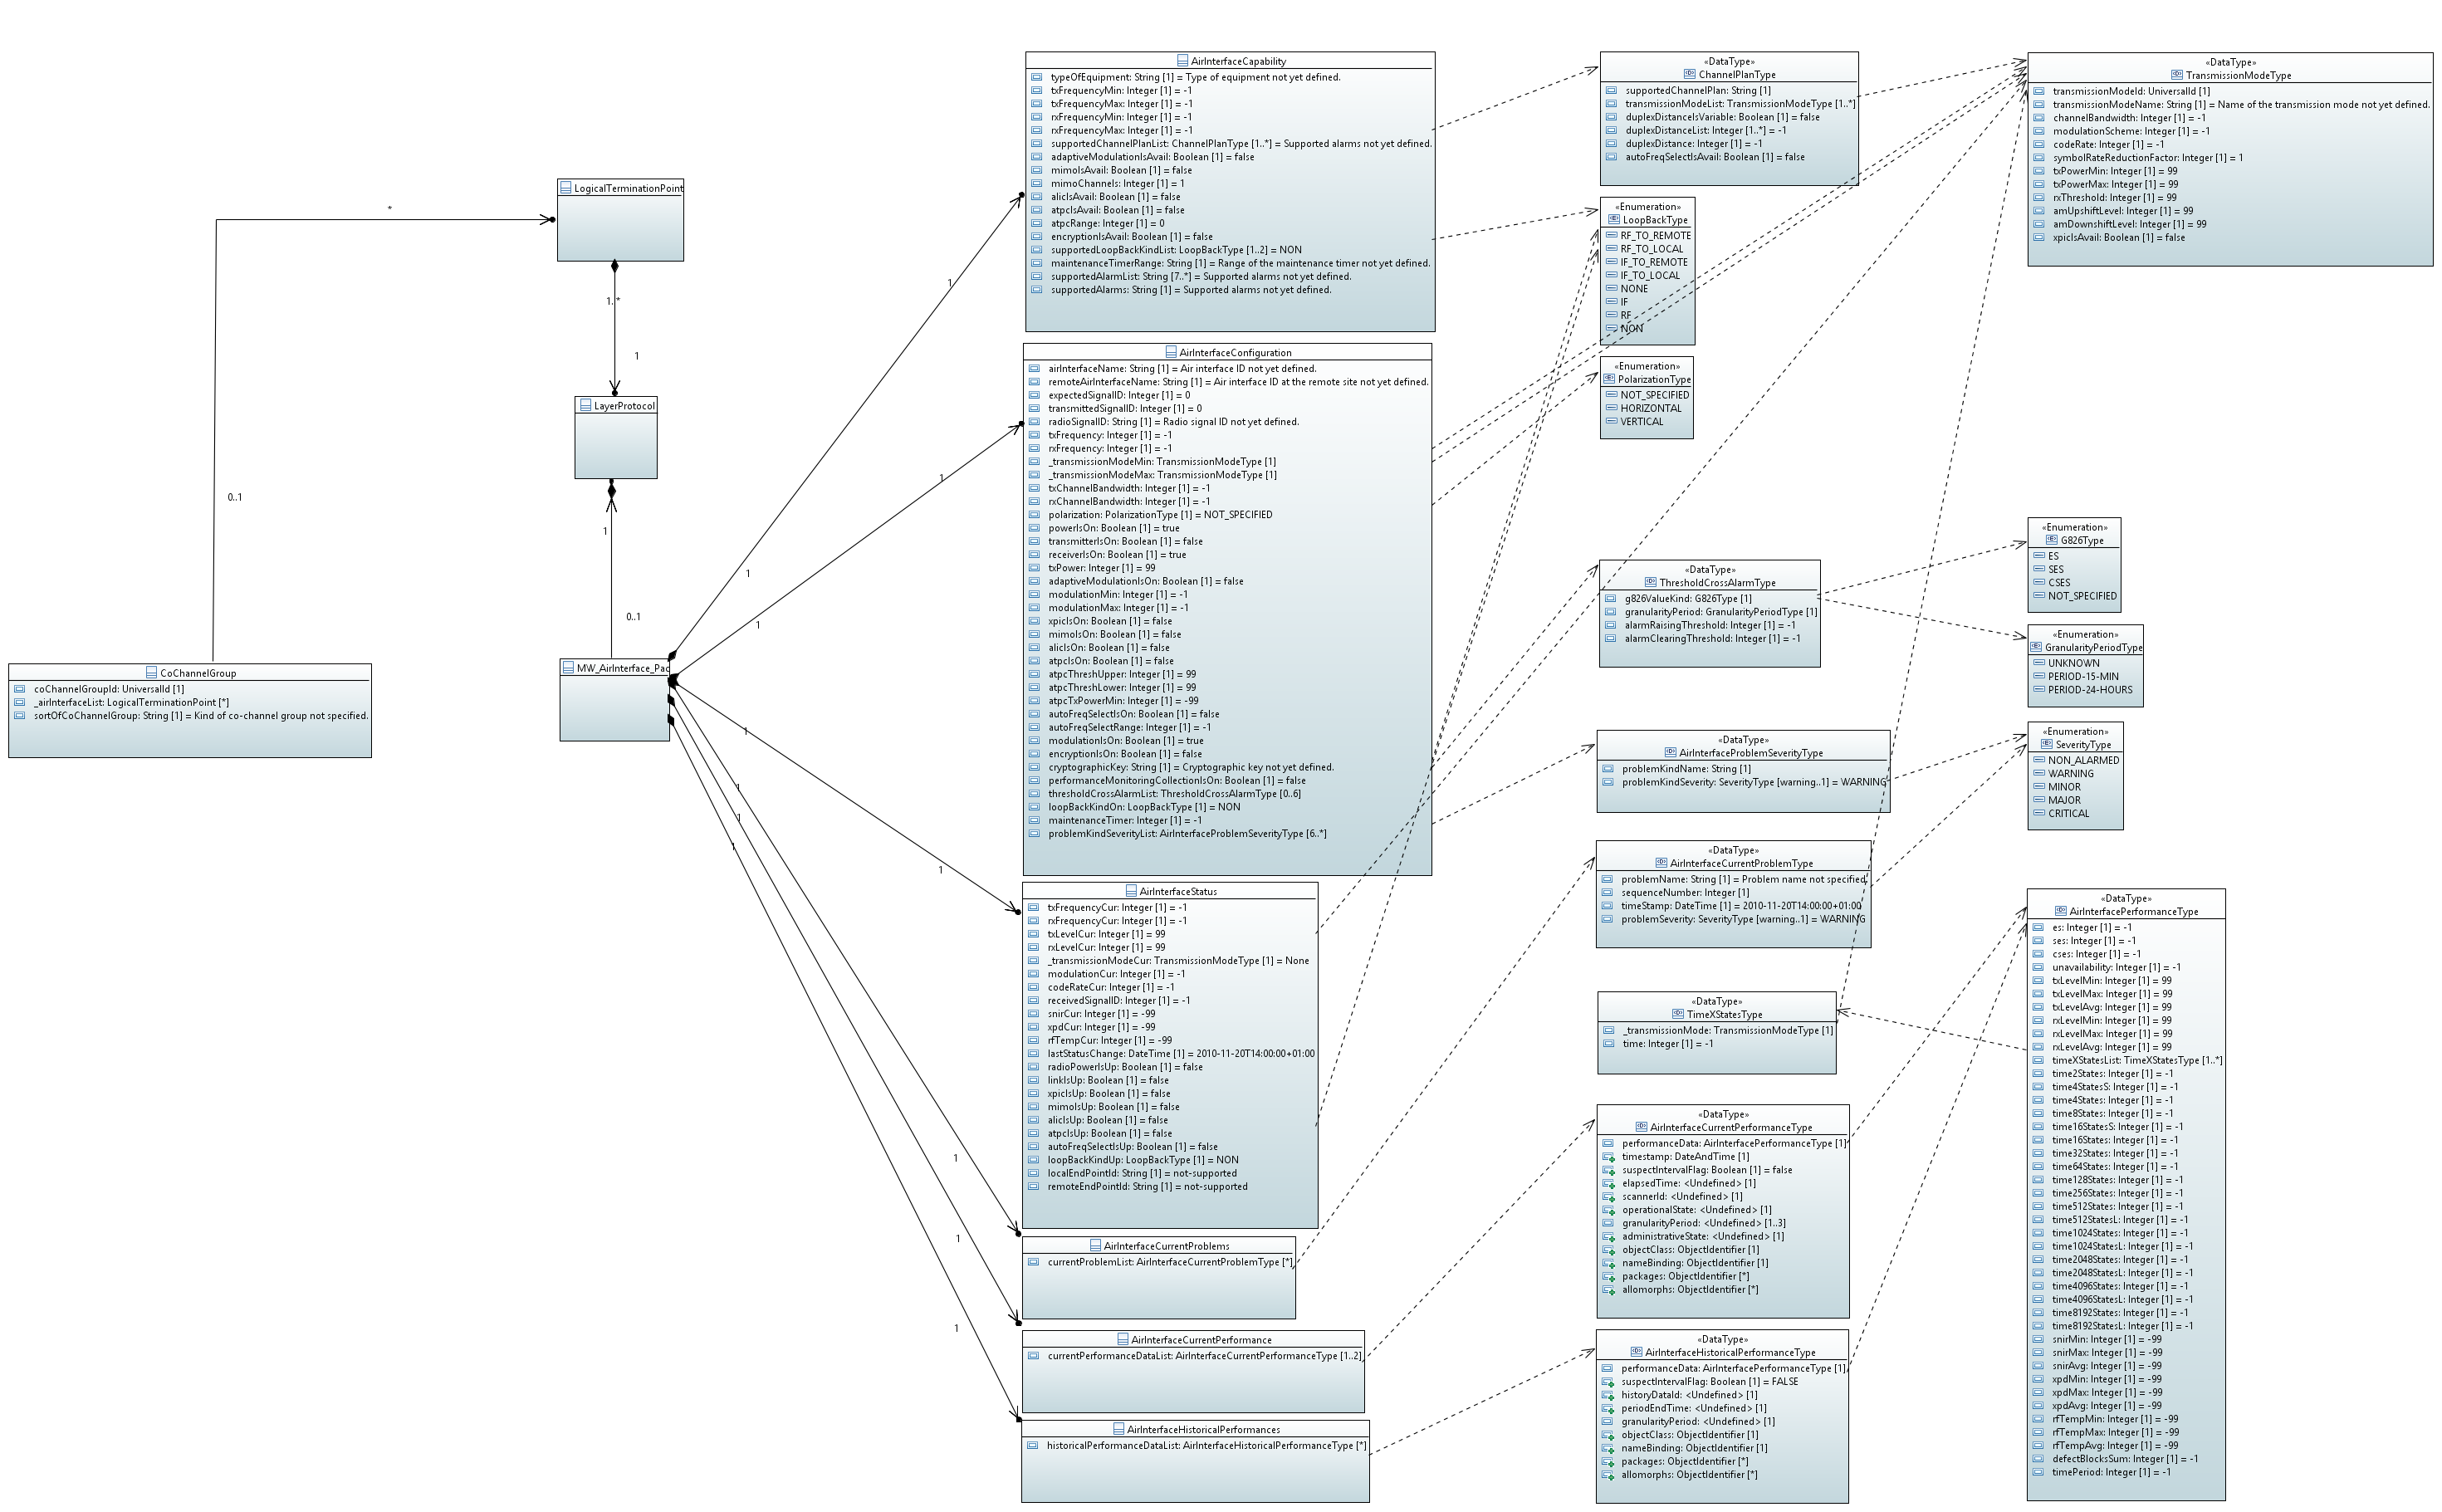 AirInterfaceCapability
typeOfEquipment: String [1] = Type of equipment not yet defined.
txFrequencyMin: Integer [1] = -1
txFrequencyMax: Integer [1] = -1
rxFrequencyMin: Integer [1] = -1
rxFrequencyMax: Integer [1] = -1
supportedChannelPlanList: ChannelPlanType [1..*] = Supported alarms not yet defined.
adaptiveModulationIsAvail: Boolean [1] = false
mimoIsAvail: Boolean [1] = false
mimoChannels: Integer [1] = 1
alicIsAvail: Boolean [1] = false
atpcIsAvail: Boolean [1] = false
atpcRange: Integer [1] = 0
encryptionIsAvail: Boolean [1] = false
supportedLoopBackKindList: LoopBackType [1..2] = NON
maintenanceTimerRange: String [1] = Range of the maintenance timer not yet defined.
supportedAlarmList: String [7..*] = Supported alarms not yet defined.
supportedAlarms: String [1] = Supported alarms not yet defined.
«DataType»
ChannelPlanType
supportedChannelPlan: String [1]
transmissionModeList: TransmissionModeType [1..*]
duplexDistanceIsVariable: Boolean [1] = false
duplexDistanceList: Integer [1..*] = -1
duplexDistance: Integer [1] = -1
autoFreqSelectIsAvail: Boolean [1] = false
«DataType»
TransmissionModeType
transmissionModeId: UniversalId [1]
transmissionModeName: String [1] = Name of the transmission mode not yet defined.
channelBandwidth: Integer [1] = -1
modulationScheme: Integer [1] = -1
codeRate: Integer [1] = -1
symbolRateReductionFactor: Integer [1] = 1
txPowerMin: Integer [1] = 99
txPowerMax: Integer [1] = 99
rxThreshold: Integer [1] = 99
amUpshiftLevel: Integer [1] = 99
amDownshiftLevel: Integer [1] = 99
xpicIsAvail: Boolean [1] = false
«Enumeration»
LoopBackType
RF_TO_REMOTE
RF_TO_LOCAL
IF_TO_REMOTE
IF_TO_LOCAL
NONE
IF
RF
NON
«Enumeration»
PolarizationType
NOT_SPECIFIED
HORIZONTAL
VERTICAL
LogicalTerminationPoint
*
1..*
1
0..1
LayerProtocol
1
0..1
MW_AirInterface_Pac
CoChannelGroup
coChannelGroupId: UniversalId [1]
_airInterfaceList: LogicalTerminationPoint [*]
sortOfCoChannelGroup: String [1] = Kind of co-channel group not specified.
1
1
1
1
1
1
1
1
1
1
1
1
AirInterfaceConfiguration
airInterfaceName: String [1] = Air interface ID not yet defined.
remoteAirInterfaceName: String [1] = Air interface ID at the remote site not yet defined.
expectedSignalID: Integer [1] = 0
transmittedSignalID: Integer [1] = 0
radioSignalID: String [1] = Radio signal ID not yet defined.
txFrequency: Integer [1] = -1
rxFrequency: Integer [1] = -1
_transmissionModeMin: TransmissionModeType [1]
_transmissionModeMax: TransmissionModeType [1]
txChannelBandwidth: Integer [1] = -1
rxChannelBandwidth: Integer [1] = -1
polarization: PolarizationType [1] = NOT_SPECIFIED
powerIsOn: Boolean [1] = true
transmitterIsOn: Boolean [1] = false
receiverIsOn: Boolean [1] = true
txPower: Integer [1] = 99
adaptiveModulationIsOn: Boolean [1] = false
modulationMin: Integer [1] = -1
modulationMax: Integer [1] = -1
xpicIsOn: Boolean [1] = false
mimoIsOn: Boolean [1] = false
alicIsOn: Boolean [1] = false
atpcIsOn: Boolean [1] = false
atpcThreshUpper: Integer [1] = 99
atpcThreshLower: Integer [1] = 99
atpcTxPowerMin: Integer [1] = -99
autoFreqSelectIsOn: Boolean [1] = false
autoFreqSelectRange: Integer [1] = -1
modulationIsOn: Boolean [1] = true
encryptionIsOn: Boolean [1] = false
cryptographicKey: String [1] = Cryptographic key not yet defined.
performanceMonitoringCollectionIsOn: Boolean [1] = false
thresholdCrossAlarmList: ThresholdCrossAlarmType [0..6]
loopBackKindOn: LoopBackType [1] = NON
maintenanceTimer: Integer [1] = -1
problemKindSeverityList: AirInterfaceProblemSeverityType [6..*]
«DataType»
ThresholdCrossAlarmType
g826ValueKind: G826Type [1]
granularityPeriod: GranularityPeriodType [1]
alarmRaisingThreshold: Integer [1] = -1
alarmClearingThreshold: Integer [1] = -1
«Enumeration»
G826Type
ES
SES
CSES
NOT_SPECIFIED
«Enumeration»
GranularityPeriodType
UNKNOWN
PERIOD-15-MIN
PERIOD-24-HOURS
«DataType»
AirInterfaceProblemSeverityType
problemKindName: String [1]
problemKindSeverity: SeverityType [warning..1] = WARNING
«Enumeration»
SeverityType
NON_ALARMED
WARNING
MINOR
MAJOR
CRITICAL
«DataType»
AirInterfaceCurrentProblemType
problemName: String [1] = Problem name not specified.
sequenceNumber: Integer [1]
timeStamp: DateTime [1] = 2010-11-20T14:00:00+01:00
problemSeverity: SeverityType [warning..1] = WARNING
AirInterfaceStatus
txFrequencyCur: Integer [1] = -1
rxFrequencyCur: Integer [1] = -1
txLevelCur: Integer [1] = 99
rxLevelCur: Integer [1] = 99
_transmissionModeCur: TransmissionModeType [1] = None
modulationCur: Integer [1] = -1
codeRateCur: Integer [1] = -1
receivedSignalID: Integer [1] = -1
snirCur: Integer [1] = -99
xpdCur: Integer [1] = -99
rfTempCur: Integer [1] = -99
lastStatusChange: DateTime [1] = 2010-11-20T14:00:00+01:00
radioPowerIsUp: Boolean [1] = false
linkIsUp: Boolean [1] = false
xpicIsUp: Boolean [1] = false
mimoIsUp: Boolean [1] = false
alicIsUp: Boolean [1] = false
atpcIsUp: Boolean [1] = false
autoFreqSelectIsUp: Boolean [1] = false
loopBackKindUp: LoopBackType [1] = NON
localEndPointId: String [1] = not-supported
remoteEndPointId: String [1] = not-supported
«DataType»
TimeXStatesType
_transmissionMode: TransmissionModeType [1]
time: Integer [1] = -1
«DataType»
AirInterfacePerformanceType
es: Integer [1] = -1
ses: Integer [1] = -1
cses: Integer [1] = -1
unavailability: Integer [1] = -1
txLevelMin: Integer [1] = 99
txLevelMax: Integer [1] = 99
txLevelAvg: Integer [1] = 99
rxLevelMin: Integer [1] = 99
rxLevelMax: Integer [1] = 99
rxLevelAvg: Integer [1] = 99
timeXStatesList: TimeXStatesType [1..*]
time2States: Integer [1] = -1
time4StatesS: Integer [1] = -1
time4States: Integer [1] = -1
time8States: Integer [1] = -1
time16StatesS: Integer [1] = -1
time16States: Integer [1] = -1
time32States: Integer [1] = -1
time64States: Integer [1] = -1
time128States: Integer [1] = -1
time256States: Integer [1] = -1
time512States: Integer [1] = -1
time512StatesL: Integer [1] = -1
time1024States: Integer [1] = -1
time1024StatesL: Integer [1] = -1
time2048States: Integer [1] = -1
time2048StatesL: Integer [1] = -1
time4096States: Integer [1] = -1
time4096StatesL: Integer [1] = -1
time8192States: Integer [1] = -1
time8192StatesL: Integer [1] = -1
snirMin: Integer [1] = -99
snirMax: Integer [1] = -99
snirAvg: Integer [1] = -99
xpdMin: Integer [1] = -99
xpdMax: Integer [1] = -99
xpdAvg: Integer [1] = -99
rfTempMin: Integer [1] = -99
rfTempMax: Integer [1] = -99
rfTempAvg: Integer [1] = -99
defectBlocksSum: Integer [1] = -1
timePeriod: Integer [1] = -1
«DataType»
AirInterfaceCurrentPerformanceType
performanceData: AirInterfacePerformanceType [1]
timestamp: DateAndTime [1]
suspectIntervalFlag: Boolean [1] = false
elapsedTime: <Undefined> [1]
scannerId: <Undefined> [1]
operationalState: <Undefined> [1]
granularityPeriod: <Undefined> [1..3]
administrativeState: <Undefined> [1]
objectClass: ObjectIdentifier [1]
nameBinding: ObjectIdentifier [1]
packages: ObjectIdentifier [*]
allomorphs: ObjectIdentifier [*]
AirInterfaceCurrentProblems
currentProblemList: AirInterfaceCurrentProblemType [*]
AirInterfaceCurrentPerformance
currentPerformanceDataList: AirInterfaceCurrentPerformanceType [1..2]
AirInterfaceHistoricalPerformances
historicalPerformanceDataList: AirInterfaceHistoricalPerformanceType [*]
«DataType»
AirInterfaceHistoricalPerformanceType
performanceData: AirInterfacePerformanceType [1]
suspectIntervalFlag: Boolean [1] = FALSE
historyDataId: <Undefined> [1]
periodEndTime: <Undefined> [1]
granularityPeriod: <Undefined> [1]
objectClass: ObjectIdentifier [1]
nameBinding: ObjectIdentifier [1]
packages: ObjectIdentifier [*]
allomorphs: ObjectIdentifier [*]